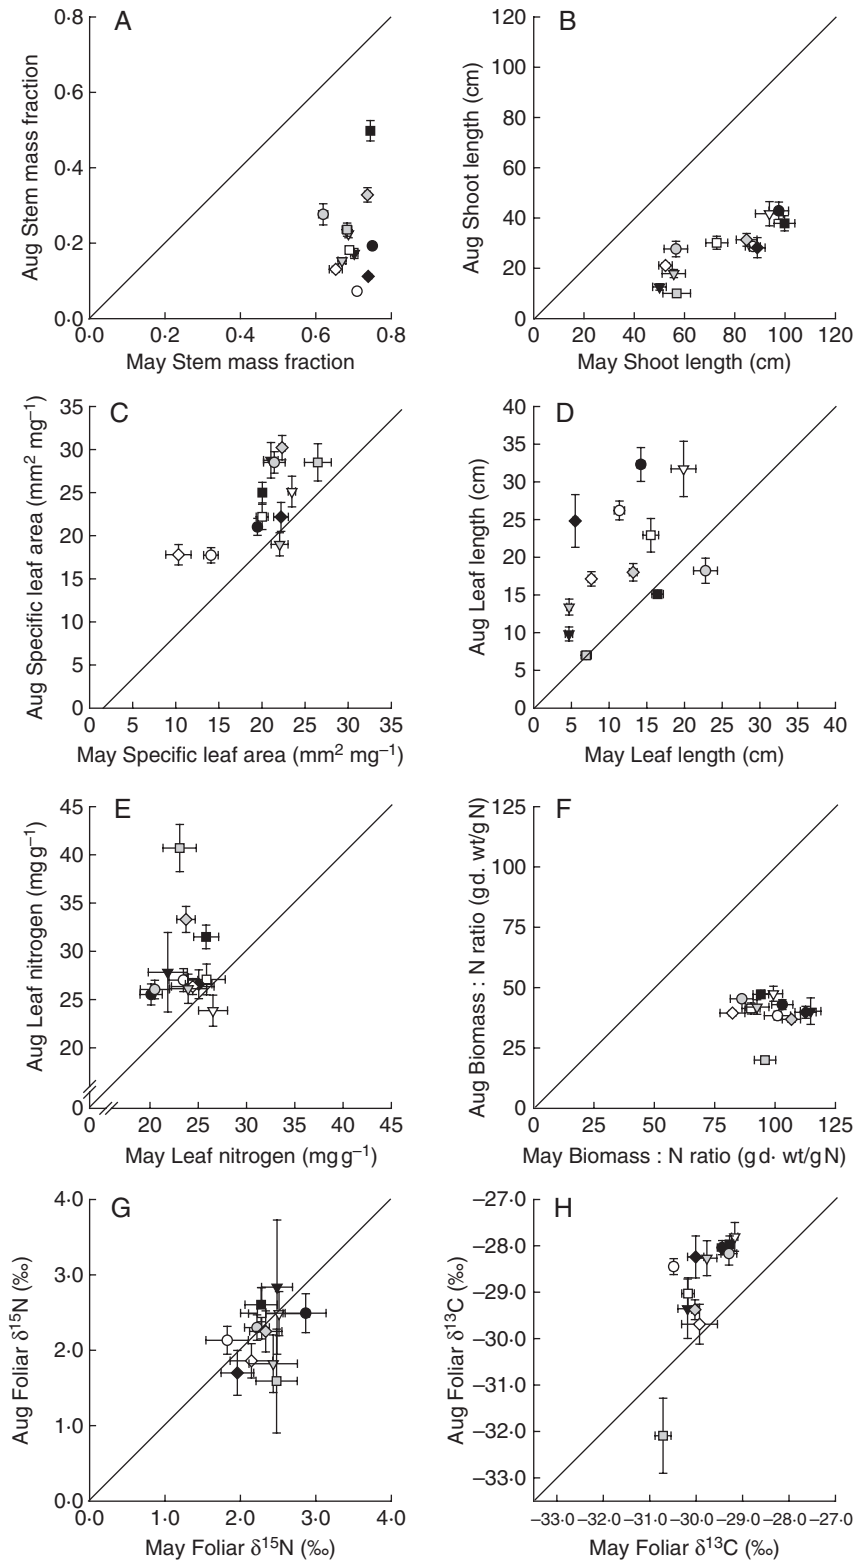 A
0·8
0·6
0·4
0·2
0·0
Aug Stem mass fraction
0·0 0·2 0·4 0·6 0·8
May Stem mass fraction
B
120
100
80
60
40
20
0
Aug Shoot length (cm)
0 20 40 60 80 100 120
May Shoot length (cm)
C
35
30
25
20
15
10
5
0
Aug Specific leaf area (mm² mg⁻¹)
0 5 10 15 20 25 30 35
May Specific leaf area (mm² mg⁻¹)
D
40
35
30
25
20
15
10
5
0
Aug Leaf length (cm)
0 5 10 15 20 25 30 35 40
May Leaf length (cm)
E
45
40
35
30
25
20
0
Aug Leaf nitrogen (mg g⁻¹)
0 20 25 30 35 40 45
May Leaf nitrogen (mg g⁻¹)
F
125
100
75
50
25
0
Aug Biomass : N ratio (g d. wt/g N)
0 25 50 75 100 125
May Biomass : N ratio (g d· wt/g N)
G
4·0
3·0
2·0
1·0
0·0
Aug Foliar δ¹⁵N (‰)
0·0 1·0 2·0 3·0 4·0
May Foliar δ¹⁵N (‰)
H
−27·0
−28·0
−29·0
−30·0
−31·0
−32·0
−33·0
Aug Foliar δ¹³C (‰)
−33·0 −32·0 −31·0 −30·0 −29·0 −28·0 −27·0
May Foliar δ¹³C (‰)